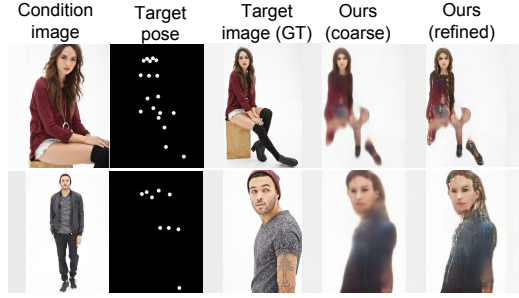 Condition image
Target pose
Target image (GT)
Ours (coarse)
Ours (refined)